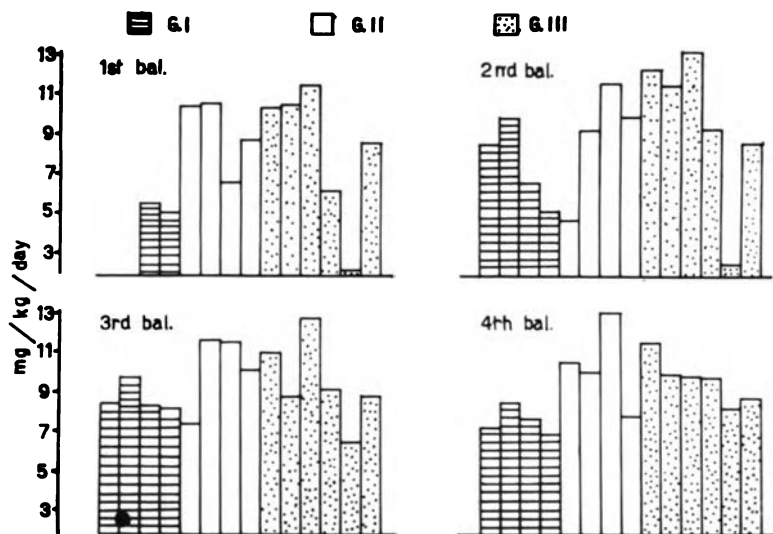 G.I G.II G.III
13
11
9
7
5
3
1st bal.
2nd bal.
mg/kg/day
13
11
9
7
5
3
3rd bal.
4th bal.